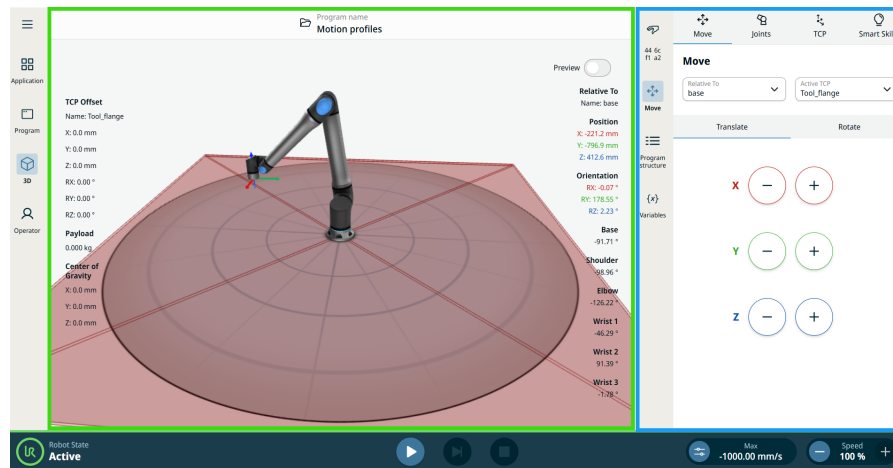 Application
Program
3D
Operator
Program name
Motion profiles
Preview
TCP Offset
Name: Tool_flange
X: 0.0 mm
Y: 0.0 mm
Z: 0.0 mm
RX: 0.00 °
RY: 0.00 °
RZ: 0.00 °
Payload
0.000 kg
Center of
Gravity
X: 0.0 mm
Y: 0.0 mm
Z: 0.0 mm
Relative To
Name: base
Position
X: -221.2 mm
Y: -796.9 mm
Z: 412.6 mm
Orientation
RX: -0.07 °
RY: 178.55 °
RZ: 2.23 °
Base
-91.71 °
Shoulder
-98.96 °
Elbow
-126.22 °
Wrist 1
-46.29 °
Wrist 2
91.39 °
Wrist 3
-1.78 °
44 6c
f1 a2
Move
Program
structure
{x}
Variables
Move
Joints
TCP
Smart Skil
Move
Relative To
base
Active TCP
Tool_flange
Translate
Rotate
X − +
Y − +
Z − +
UR
Robot State
Active
Max
-1000.00 mm/s
− Speed +
100 %